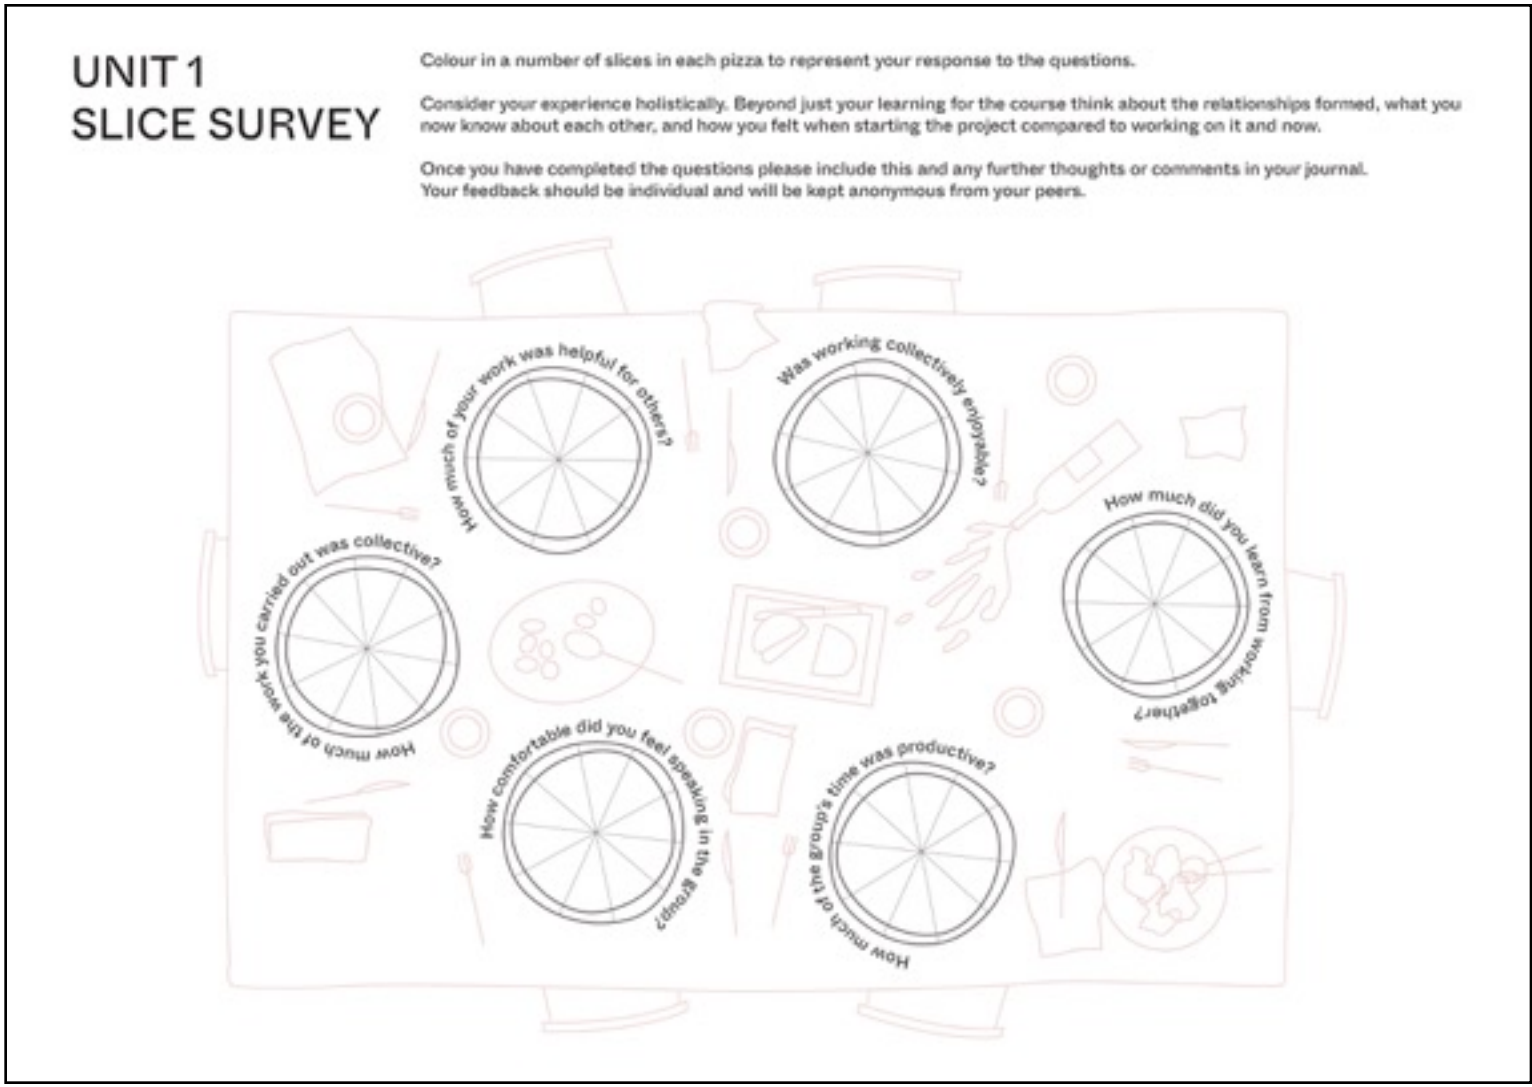 UNIT 1
SLICE SURVEY
Colour in a number of slices in each pizza to represent your response to the questions.
Consider your experience holistically. Beyond just your learning for the course think about the relationships formed, what you
now know about each other, and how you felt when starting the project compared to working on it and now.
Once you have completed the questions please include this and any further thoughts or comments in your journal.
Your feedback should be individual and will be kept anonymous from your peers.
How much of your work was helpful for others?
Was working collectively enjoyable?
How much did you learn from working together?
How much of the work you carried out was collective?
How comfortable did you feel speaking in the group?
How much of the group's time was productive?